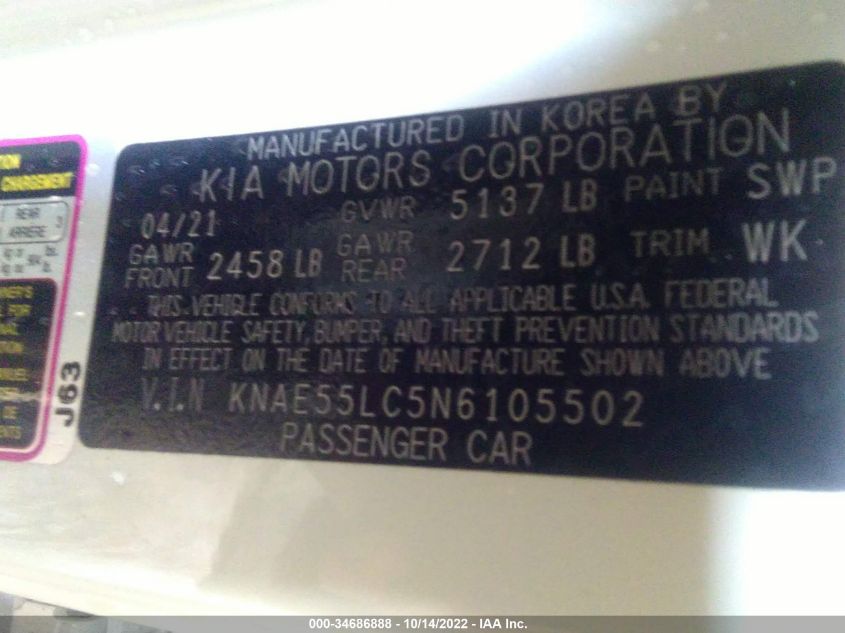 MANUFACTURED IN KOREA BY
KIA MOTORS CORPORATION
04/21 GVWR 5137 LB PAINT SWP
GAWR FRONT 2458 LB GAWR REAR 2712 LB TRIM WK
THIS VEHICLE CONFORMS TO ALL APPLICABLE U.S.A. FEDERAL
MOTOR VEHICLE SAFETY, BUMPER, AND THEFT PREVENTION STANDARDS
IN EFFECT ON THE DATE OF MANUFACTURE SHOWN ABOVE
V.I.N KNAE55LC5N6105502
PASSENGER CAR
CHARGEMENT
REAR
ARRIERE 3
J63
000-34686888 - 10/14/2022 - IAA Inc.